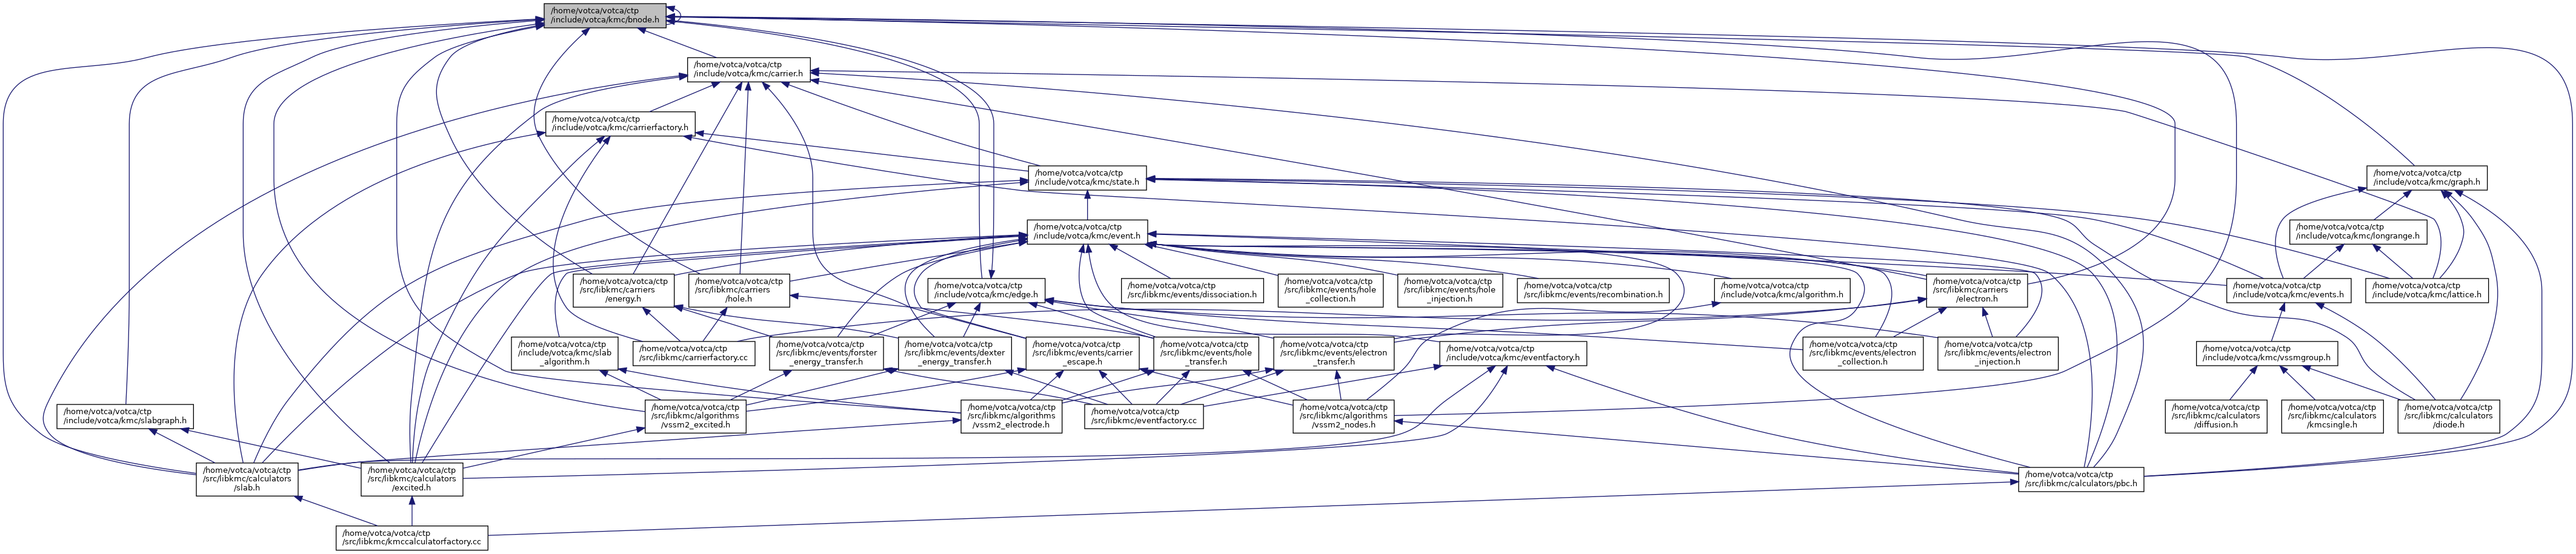 /home/votca/votca/ctp
/include/votca/kmc/bnode.h
/home/votca/votca/ctp
/include/votca/kmc/carrier.h
/home/votca/votca/ctp
/include/votca/kmc/carrierfactory.h
/home/votca/votca/ctp
/include/votca/kmc/state.h
/home/votca/votca/ctp
/include/votca/kmc/graph.h
/home/votca/votca/ctp
/include/votca/kmc/event.h
/home/votca/votca/ctp
/include/votca/kmc/longrange.h
/home/votca/votca/ctp
/src/libkmc/carriers
/energy.h
/home/votca/votca/ctp
/src/libkmc/carriers
/hole.h
/home/votca/votca/ctp
/include/votca/kmc/edge.h
/home/votca/votca/ctp
/src/libkmc/events/dissociation.h
/home/votca/votca/ctp
/src/libkmc/events/hole
_collection.h
/home/votca/votca/ctp
/src/libkmc/events/hole
_injection.h
/home/votca/votca/ctp
/src/libkmc/events/recombination.h
/home/votca/votca/ctp
/include/votca/kmc/algorithm.h
/home/votca/votca/ctp
/src/libkmc/carriers
/electron.h
/home/votca/votca/ctp
/include/votca/kmc/events.h
/home/votca/votca/ctp
/include/votca/kmc/lattice.h
/home/votca/votca/ctp
/include/votca/kmc/slab
_algorithm.h
/home/votca/votca/ctp
/src/libkmc/carrierfactory.cc
/home/votca/votca/ctp
/src/libkmc/events/forster
_energy_transfer.h
/home/votca/votca/ctp
/src/libkmc/events/dexter
_energy_transfer.h
/home/votca/votca/ctp
/src/libkmc/events/carrier
_escape.h
/home/votca/votca/ctp
/src/libkmc/events/hole
_transfer.h
/home/votca/votca/ctp
/src/libkmc/events/electron
_transfer.h
/home/votca/votca/ctp
/include/votca/kmc/eventfactory.h
/home/votca/votca/ctp
/src/libkmc/events/electron
_collection.h
/home/votca/votca/ctp
/src/libkmc/events/electron
_injection.h
/home/votca/votca/ctp
/include/votca/kmc/vssmgroup.h
/home/votca/votca/ctp
/include/votca/kmc/slabgraph.h
/home/votca/votca/ctp
/src/libkmc/algorithms
/vssm2_excited.h
/home/votca/votca/ctp
/src/libkmc/algorithms
/vssm2_electrode.h
/home/votca/votca/ctp
/src/libkmc/eventfactory.cc
/home/votca/votca/ctp
/src/libkmc/algorithms
/vssm2_nodes.h
/home/votca/votca/ctp
/src/libkmc/calculators
/diffusion.h
/home/votca/votca/ctp
/src/libkmc/calculators
/kmcsingle.h
/home/votca/votca/ctp
/src/libkmc/calculators
/diode.h
/home/votca/votca/ctp
/src/libkmc/calculators
/slab.h
/home/votca/votca/ctp
/src/libkmc/calculators
/excited.h
/home/votca/votca/ctp
/src/libkmc/calculators/pbc.h
/home/votca/votca/ctp
/src/libkmc/kmccalculatorfactory.cc